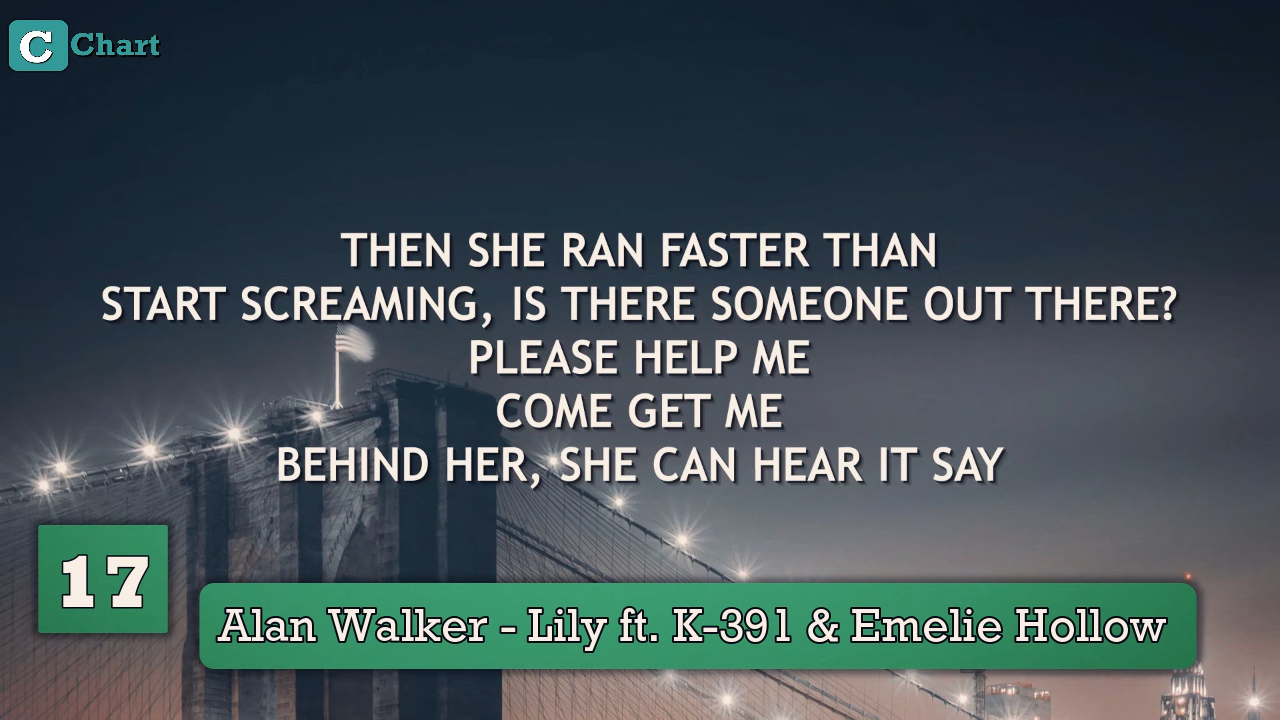 C Chart
THEN SHE RAN FASTER THAN
START SCREAMING, IS THERE SOMEONE OUT THERE?
PLEASE HELP ME
COME GET ME
BEHIND HER, SHE CAN HEAR IT SAY
17
Alan Walker - Lily ft. K-391 & Emelie Hollow